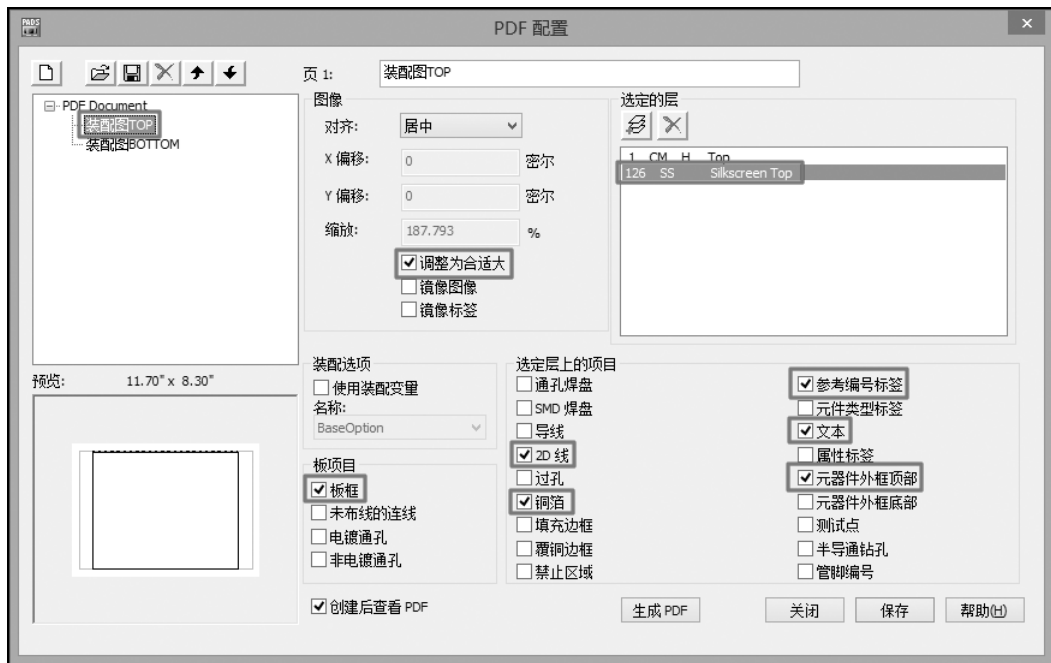 PADS
PDF 配置
页 1:
装配图TOP
PDF Document
装配图TOP
装配图BOTTOM
图像
对齐:
居中
X 偏移:
0
密尔
Y 偏移:
0
密尔
缩放:
187.793
%
调整为合适大
镜像图像
镜像标签
选定的层
1 CM H Top
126 SS Silkscreen Top
预览:
11.70" x 8.30"
装配选项
使用装配变量
名称:
BaseOption
板项目
板框
未布线的连线
电镀通孔
非电镀通孔
选定层上的项目
通孔焊盘
SMD 焊盘
导线
2D 线
过孔
铜箔
填充边框
覆铜边框
禁止区域
参考编号标签
元件类型标签
文本
属性标签
元器件外框顶部
元器件外框底部
测试点
半导通钻孔
管脚编号
创建后查看 PDF
生成 PDF
关闭
保存
帮助(H)